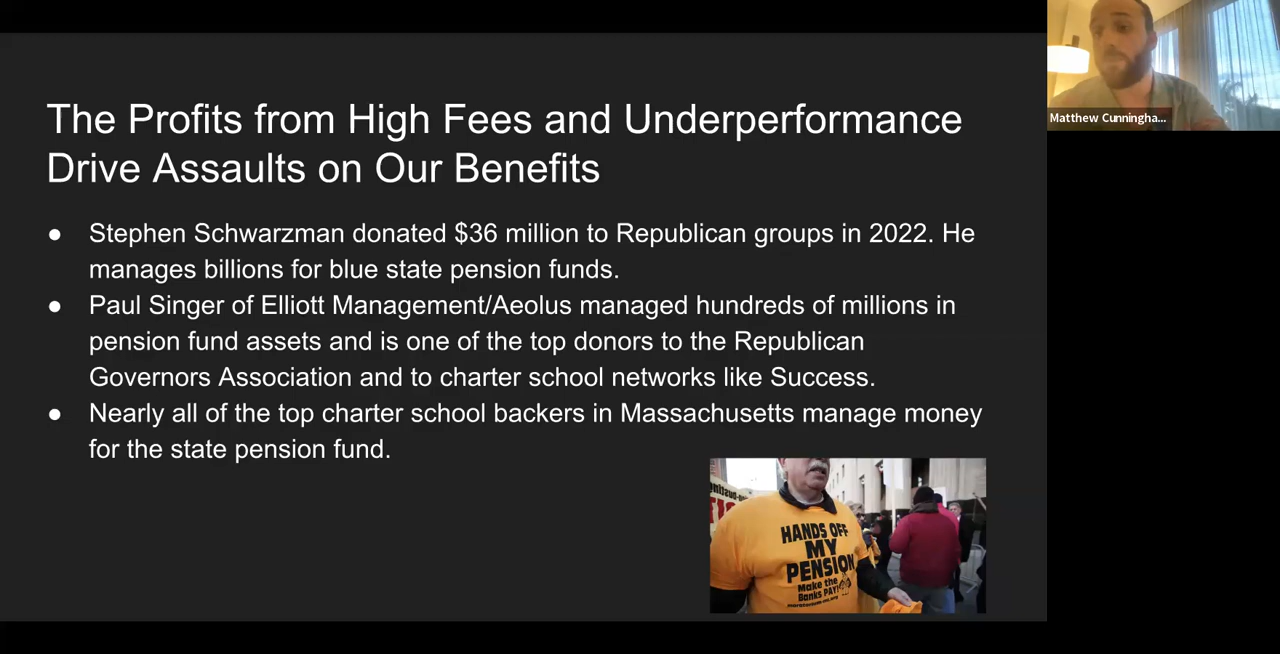 The Profits from High Fees and Underperformance
Drive Assaults on Our Benefits
● Stephen Schwarzman donated $36 million to Republican groups in 2022. He
manages billions for blue state pension funds.
● Paul Singer of Elliott Management/Aeolus managed hundreds of millions in
pension fund assets and is one of the top donors to the Republican
Governors Association and to charter school networks like Success.
● Nearly all of the top charter school backers in Massachusetts manage money
for the state pension fund.
HANDS OFF
MY
PENSION
Make the
Banks PAY!
Matthew Cunningha...